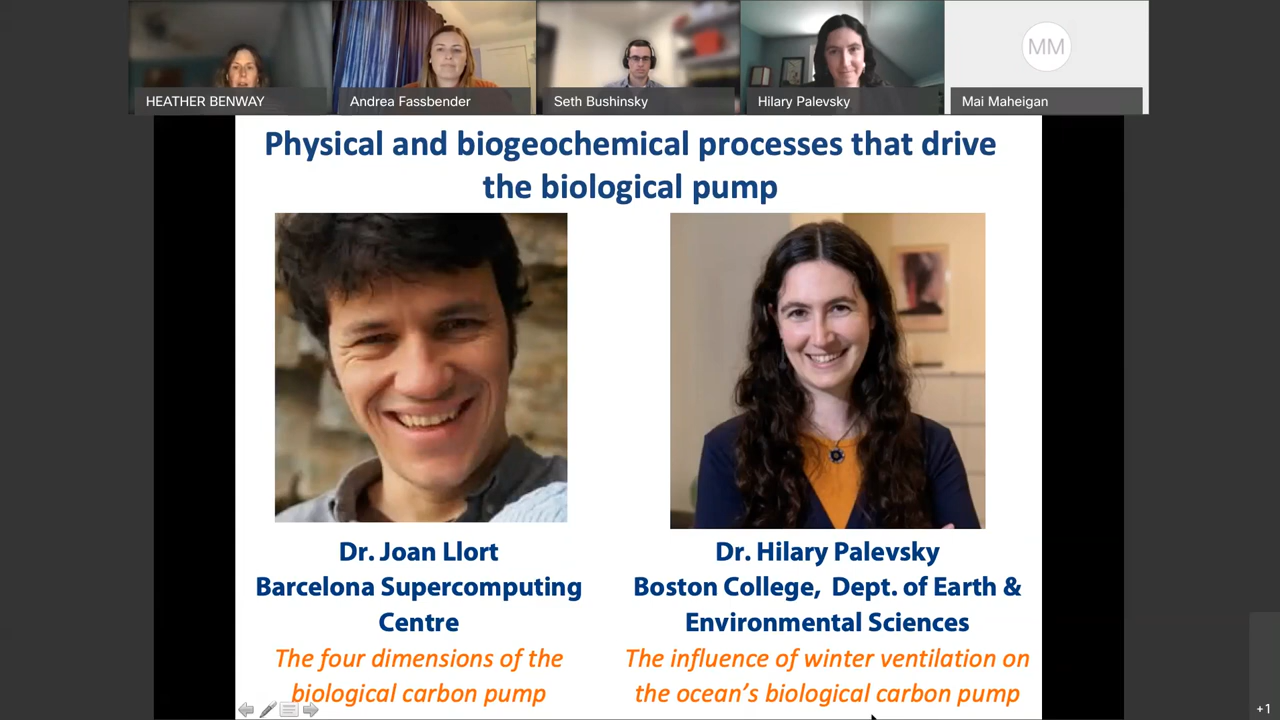 MM
HEATHER BENWAY
Andrea Fassbender
Seth Bushinsky
Hilary Palevsky
Mai Maheigan
Physical and biogeochemical processes that drive
the biological pump
Dr. Joan Llort
Barcelona Supercomputing
Centre
The four dimensions of the
biological carbon pump
Dr. Hilary Palevsky
Boston College, Dept. of Earth &
Environmental Sciences
The influence of winter ventilation on
the ocean's biological carbon pump
+1